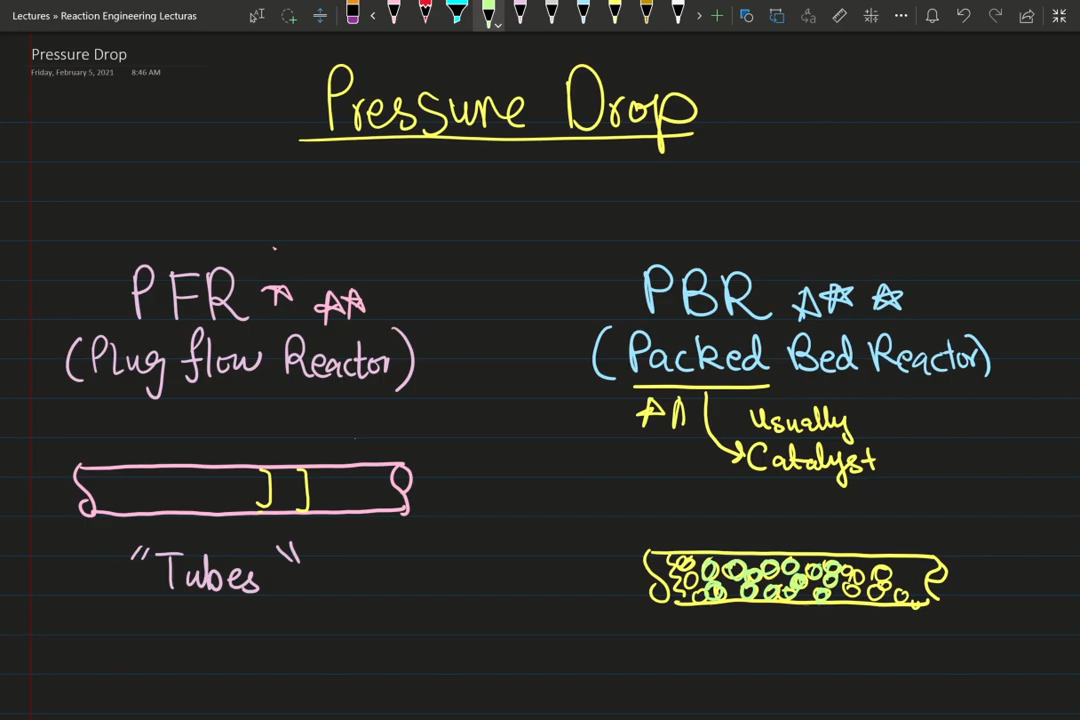 Lectures » Reaction Engineering Lecturas
Pressure Drop
Friday, February 5, 2021 8:46 AM
Pressure Drop
PFR
(Plug flow Reactor)
"Tubes"
PBR
(Packed Bed Reactor)
Usually
Catalyst